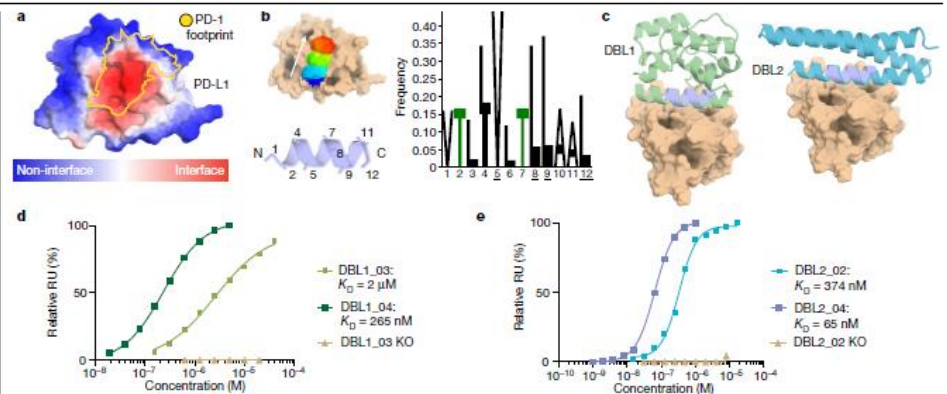 a
PD-1
footprint
PD-L1
Non-interface
Interface
b
N
1
4
7
11
8
C
2
5
9
12
Frequency
0.40
0.35
0.30
0.25
0.20
0.15
0.10
0.05
0
1 2 3 4 5 6 7 8 9 10 11 12
c
DBL1
DBL2
d
Relative RU (%)
100
50
0
10⁻⁸ 10⁻⁷ 10⁻⁶ 10⁻⁵ 10⁻⁴
Concentration (M)
DBL1_03:
K_D = 2 μM
DBL1_04:
K_D = 265 nM
DBL1_03 KO
e
Relative RU (%)
100
50
0
10⁻¹⁰ 10⁻⁹ 10⁻⁸ 10⁻⁷ 10⁻⁶ 10⁻⁵ 10⁻⁴
Concentration (M)
DBL2_02:
K_D = 374 nM
DBL2_04:
K_D = 65 nM
DBL2_02 KO